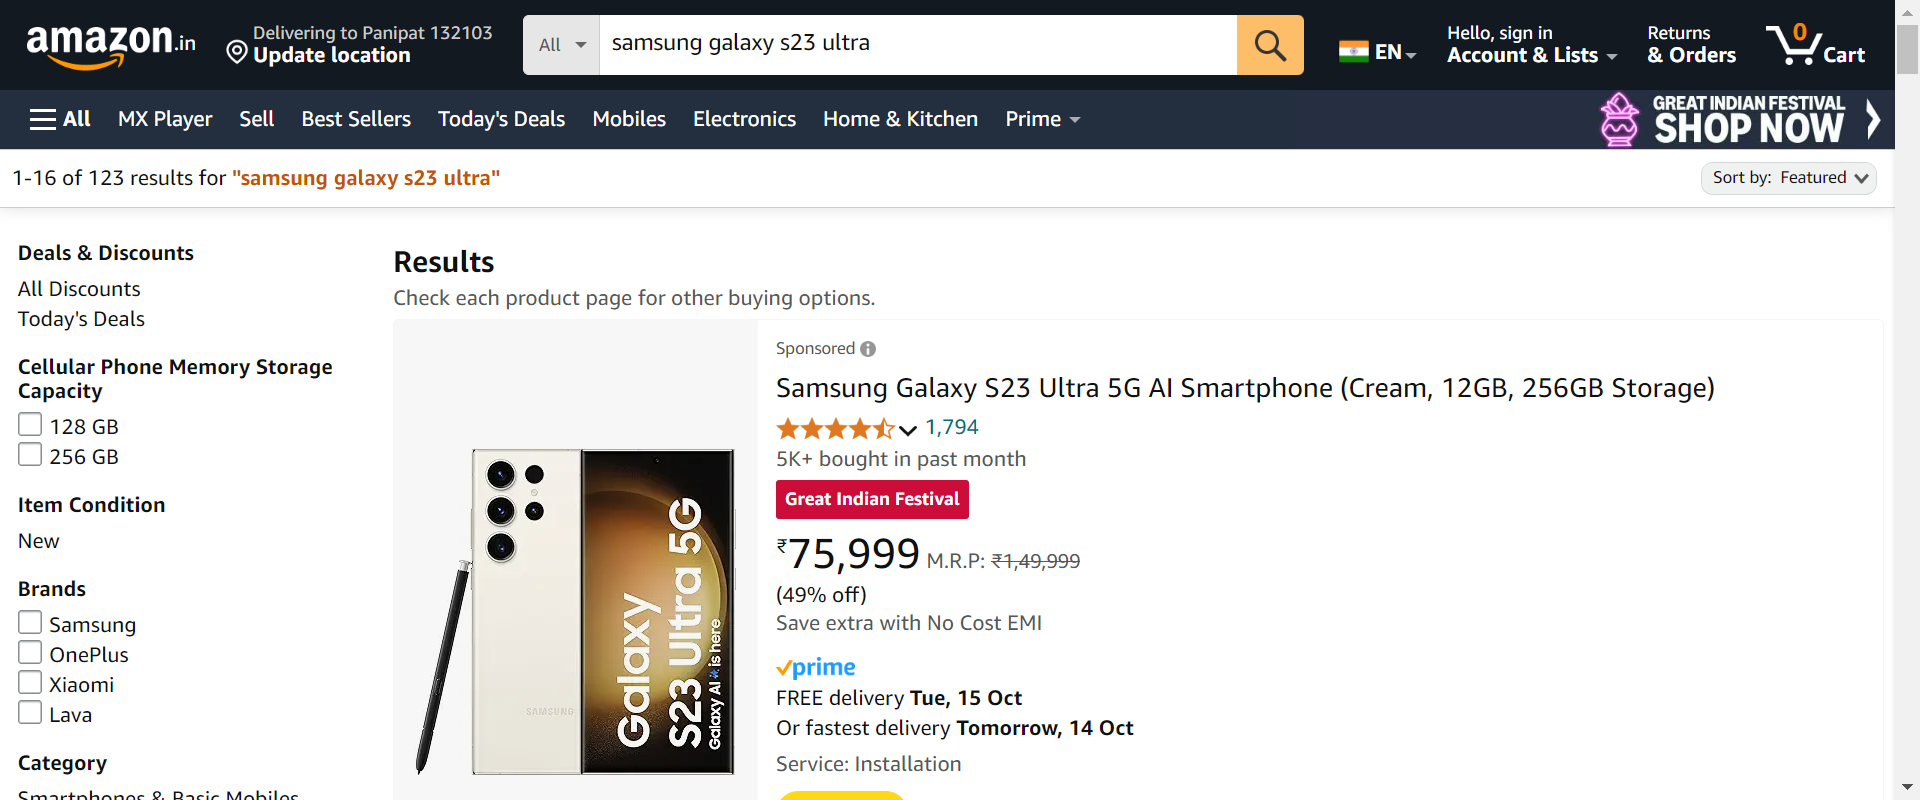 amazon.in
Delivering to Panipat 132103
Update location
All
samsung galaxy s23 ultra
EN
Hello, sign in
Account & Lists
Returns
& Orders
0
Cart
All
MX Player
Sell
Best Sellers
Today's Deals
Mobiles
Electronics
Home & Kitchen
Prime
GREAT INDIAN FESTIVAL
SHOP NOW
1-16 of 123 results for "samsung galaxy s23 ultra"
Sort by: Featured
Deals & Discounts
All Discounts
Today's Deals
Cellular Phone Memory Storage
Capacity
128 GB
256 GB
Item Condition
New
Brands
Samsung
OnePlus
Xiaomi
Lava
Category
Smartphones & Basic Mobiles
Results
Check each product page for other buying options.
SAMSUNG
Galaxy
S23 Ultra 5G
Galaxy AI is here
Sponsored
Samsung Galaxy S23 Ultra 5G AI Smartphone (Cream, 12GB, 256GB Storage)
1,794
5K+ bought in past month
Great Indian Festival
₹75,999 M.R.P: ₹1,49,999
(49% off)
Save extra with No Cost EMI
prime
FREE delivery Tue, 15 Oct
Or fastest delivery Tomorrow, 14 Oct
Service: Installation